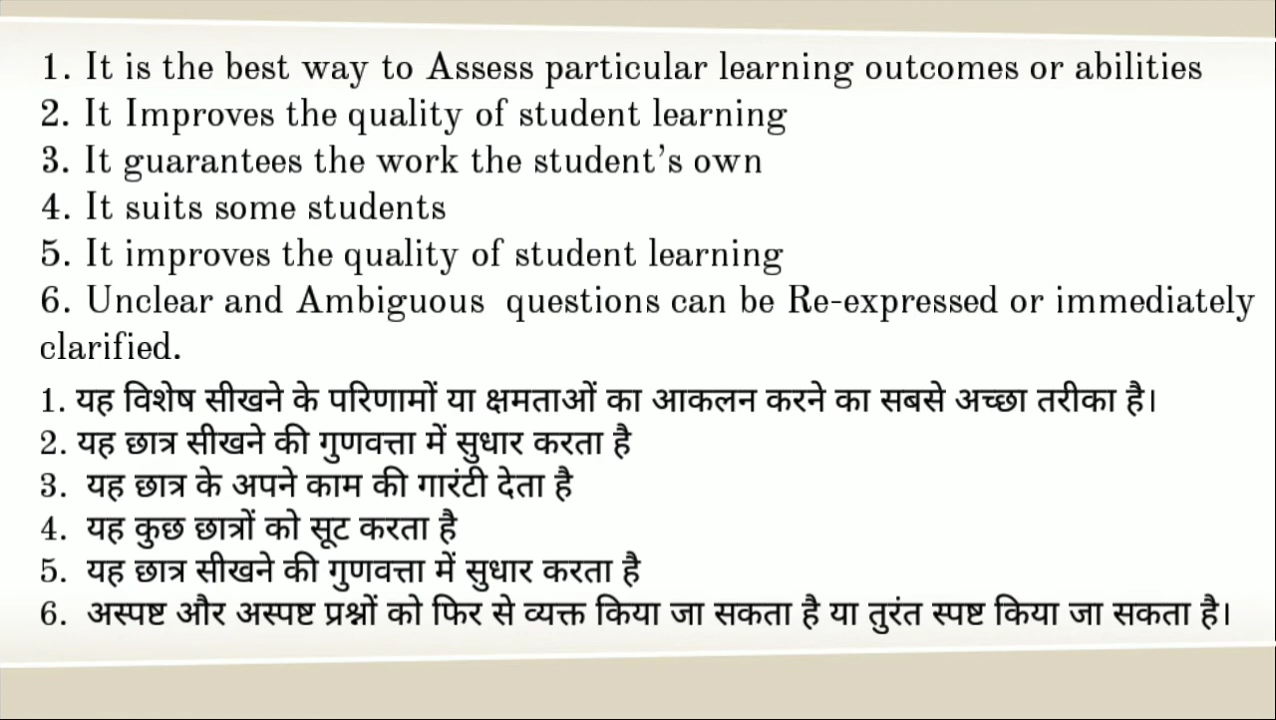 1. It is the best way to Assess particular learning outcomes or abilities
2. It Improves the quality of student learning
3. It guarantees the work the student’s own
4. It suits some students
5. It improves the quality of student learning
6. Unclear and Ambiguous questions can be Re-expressed or immediately
clarified.
1. यह विशेष सीखने के परिणामों या क्षमताओं का आकलन करने का सबसे अच्छा तरीका है।
2. यह छात्र सीखने की गुणवत्ता में सुधार करता है
3. यह छात्र के अपने काम की गारंटी देता है
4. यह कुछ छात्रों को सूट करता है
5. यह छात्र सीखने की गुणवत्ता में सुधार करता है
6. अस्पष्ट और अस्पष्ट प्रश्नों को फिर से व्यक्त किया जा सकता है या तुरंत स्पष्ट किया जा सकता है।